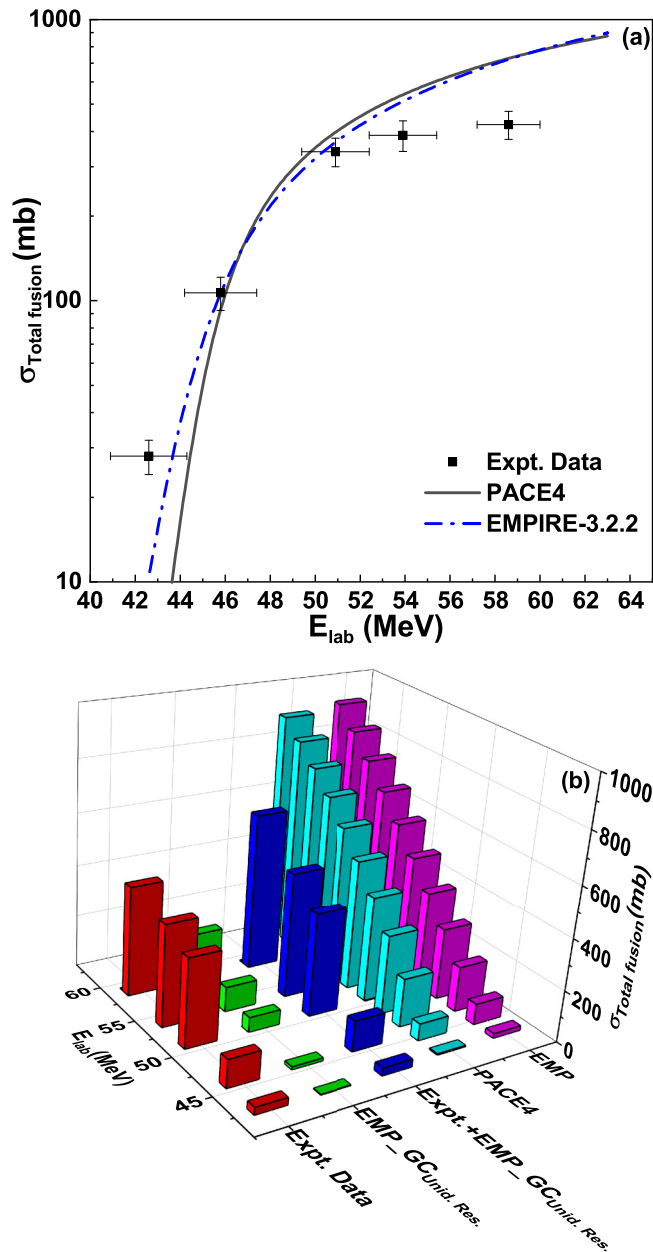 1000
(a)
σTotal fusion (mb)
100
Expt. Data
PACE4
EMPIRE-3.2.2
10
40 42 44 46 48 50 52 54 56 58 60 62 64
Elab (MeV)
(b)
1000
800
600
400
200
0
σTotal fusion (mb)
60
55
50
45
Elab(MeV)
EMP
PACE4
Expt.+EMP_GCUnid. Res.
EMP_GCUnid. Res.
Expt. Data